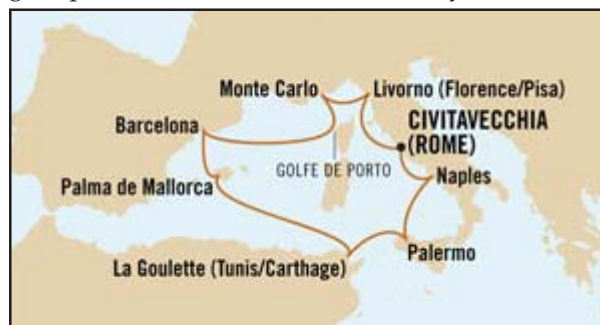 Monte Carlo
Livorno (Florence/Pisa)
Barcelona
CIVITAVECCHIA
(ROME)
GOLFE DE PORTO
Palma de Mallorca
Naples
Palermo
La Goulette (Tunis/Carthage)